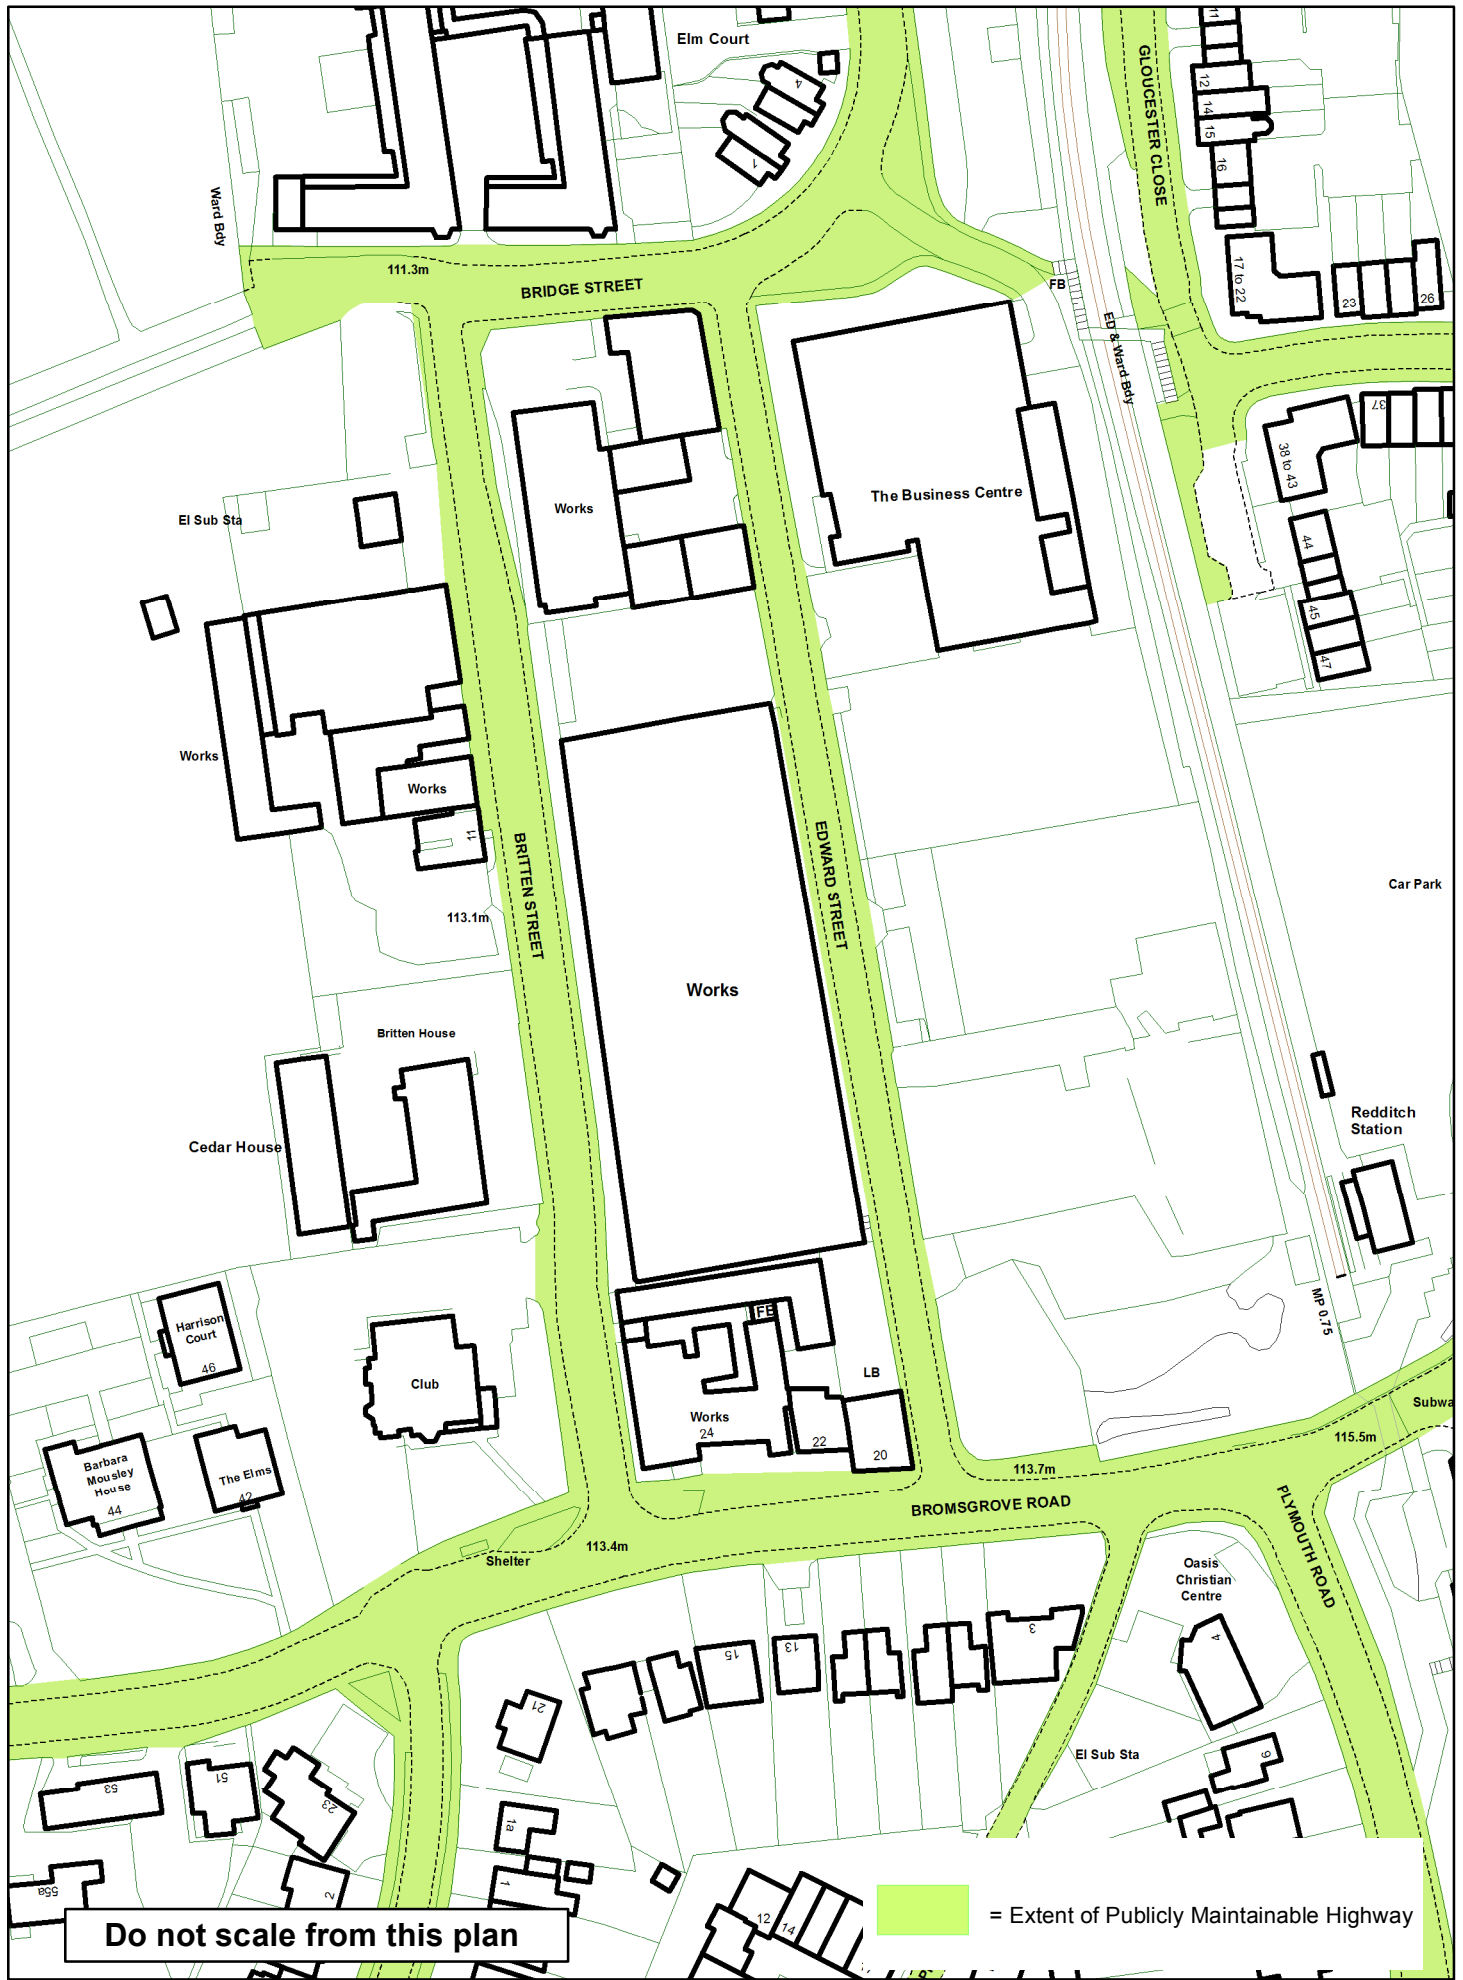 Elm Court
11
12
14
15
16
17 to 22
23
26
GLOUCESTER CLOSE
4
1
Ward Bdy
111.3m
BRIDGE STREET
FB
ED & Ward Bdy
37
38 to 43
44
45
47
The Business Centre
Works
El Sub Sta
Works
Works
11
BRITTEN STREET
EDWARD STREET
113.1m
Car Park
Works
Britten House
Cedar House
Redditch
Station
MP 0.75
Harrison
Court
46
Club
FB
LB
Works
24
22
20
Barbara
Mousley
House
44
The Elms
42
Subwa
115.5m
113.7m
BROMSGROVE ROAD
PLYMOUTH ROAD
113.4m
Shelter
Oasis
Christian
Centre
4
3
13
15
21
El Sub Sta
6
53
51
23
1a
1
2
55a
12
14
Do not scale from this plan
= Extent of Publicly Maintainable Highway